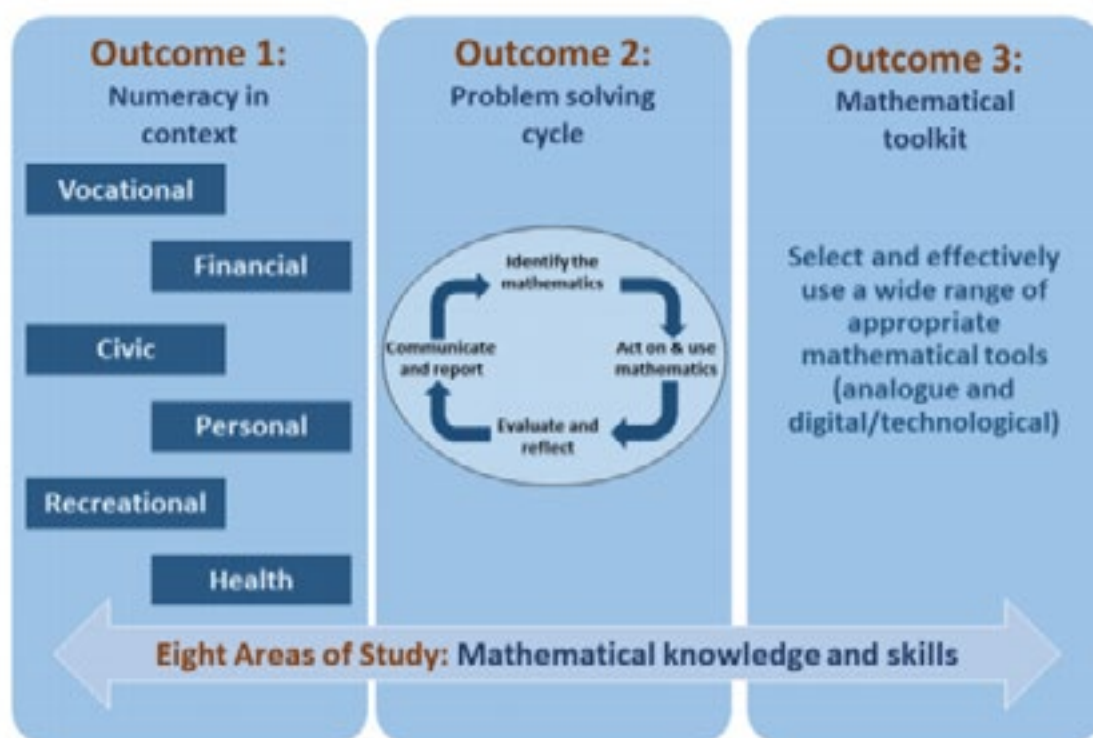 Outcome 1:
Numeracy in
context
Vocational
Financial
Civic
Personal
Recreational
Health
Outcome 2:
Problem solving
cycle
Identify the
mathematics
Act on & use
mathematics
Evaluate and
reflect
Communicate
and report
Outcome 3:
Mathematical
toolkit
Select and effectively
use a wide range of
appropriate
mathematical tools
(analogue and
digital/technological)
Eight Areas of Study: Mathematical knowledge and skills